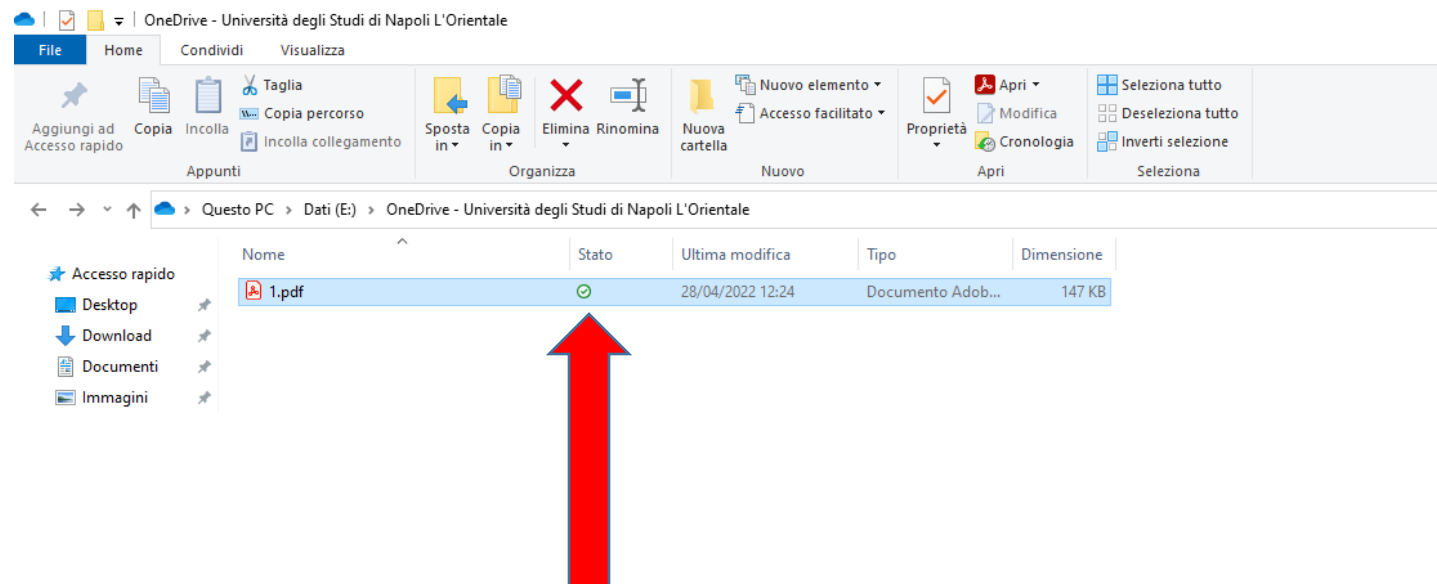 OneDrive - Università degli Studi di Napoli L'Orientale
File Home Condividi Visualizza
Aggiungi ad Accesso rapido
Copia
Incolla
Taglia
Copia percorso
Incolla collegamento
Appunti
Sposta in
Copia in
Elimina
Rinomina
Organizza
Nuova cartella
Nuovo elemento
Accesso facilitato
Nuovo
Proprietà
Apri
Modifica
Cronologia
Apri
Seleziona tutto
Deseleziona tutto
Inverti selezione
Seleziona
Questo PC > Dati (E:) > OneDrive - Università degli Studi di Napoli L'Orientale
Accesso rapido
Desktop
Download
Documenti
Immagini
Nome Stato Ultima modifica Tipo Dimensione
1.pdf 28/04/2022 12:24 Documento Adob... 147 KB